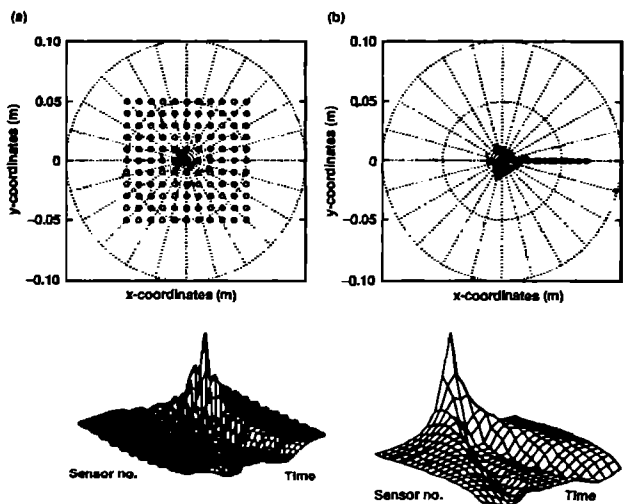 (a)
0.10
0.05
0
−0.05
−0.10
y-coordinates (m)
x-coordinates (m)
Sensor no.
Time
(b)
0.10
0.05
0
−0.05
−0.10
y-coordinates (m)
x-coordinates (m)
Sensor no.
Time